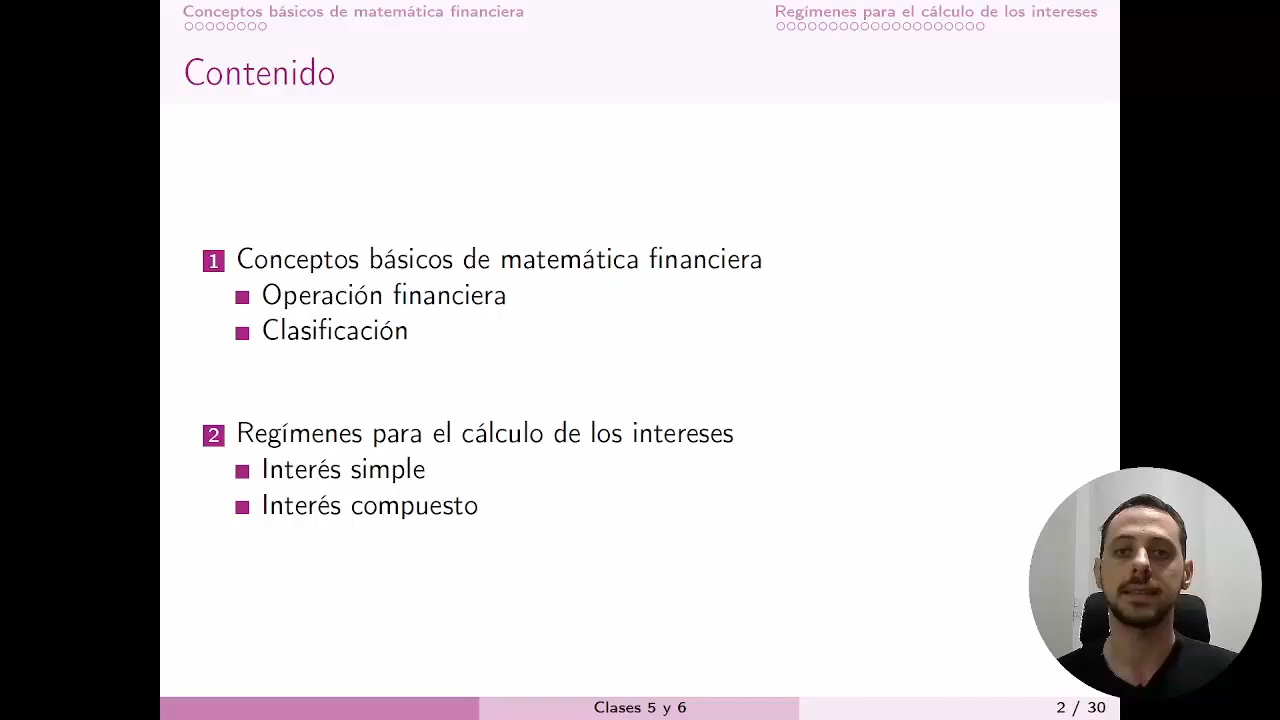 Conceptos básicos de matemática financiera
Regímenes para el cálculo de los intereses
Contenido
1 Conceptos básicos de matemática financiera
Operación financiera
Clasificación
2 Regímenes para el cálculo de los intereses
Interés simple
Interés compuesto
Clases 5 y 6
2 / 30